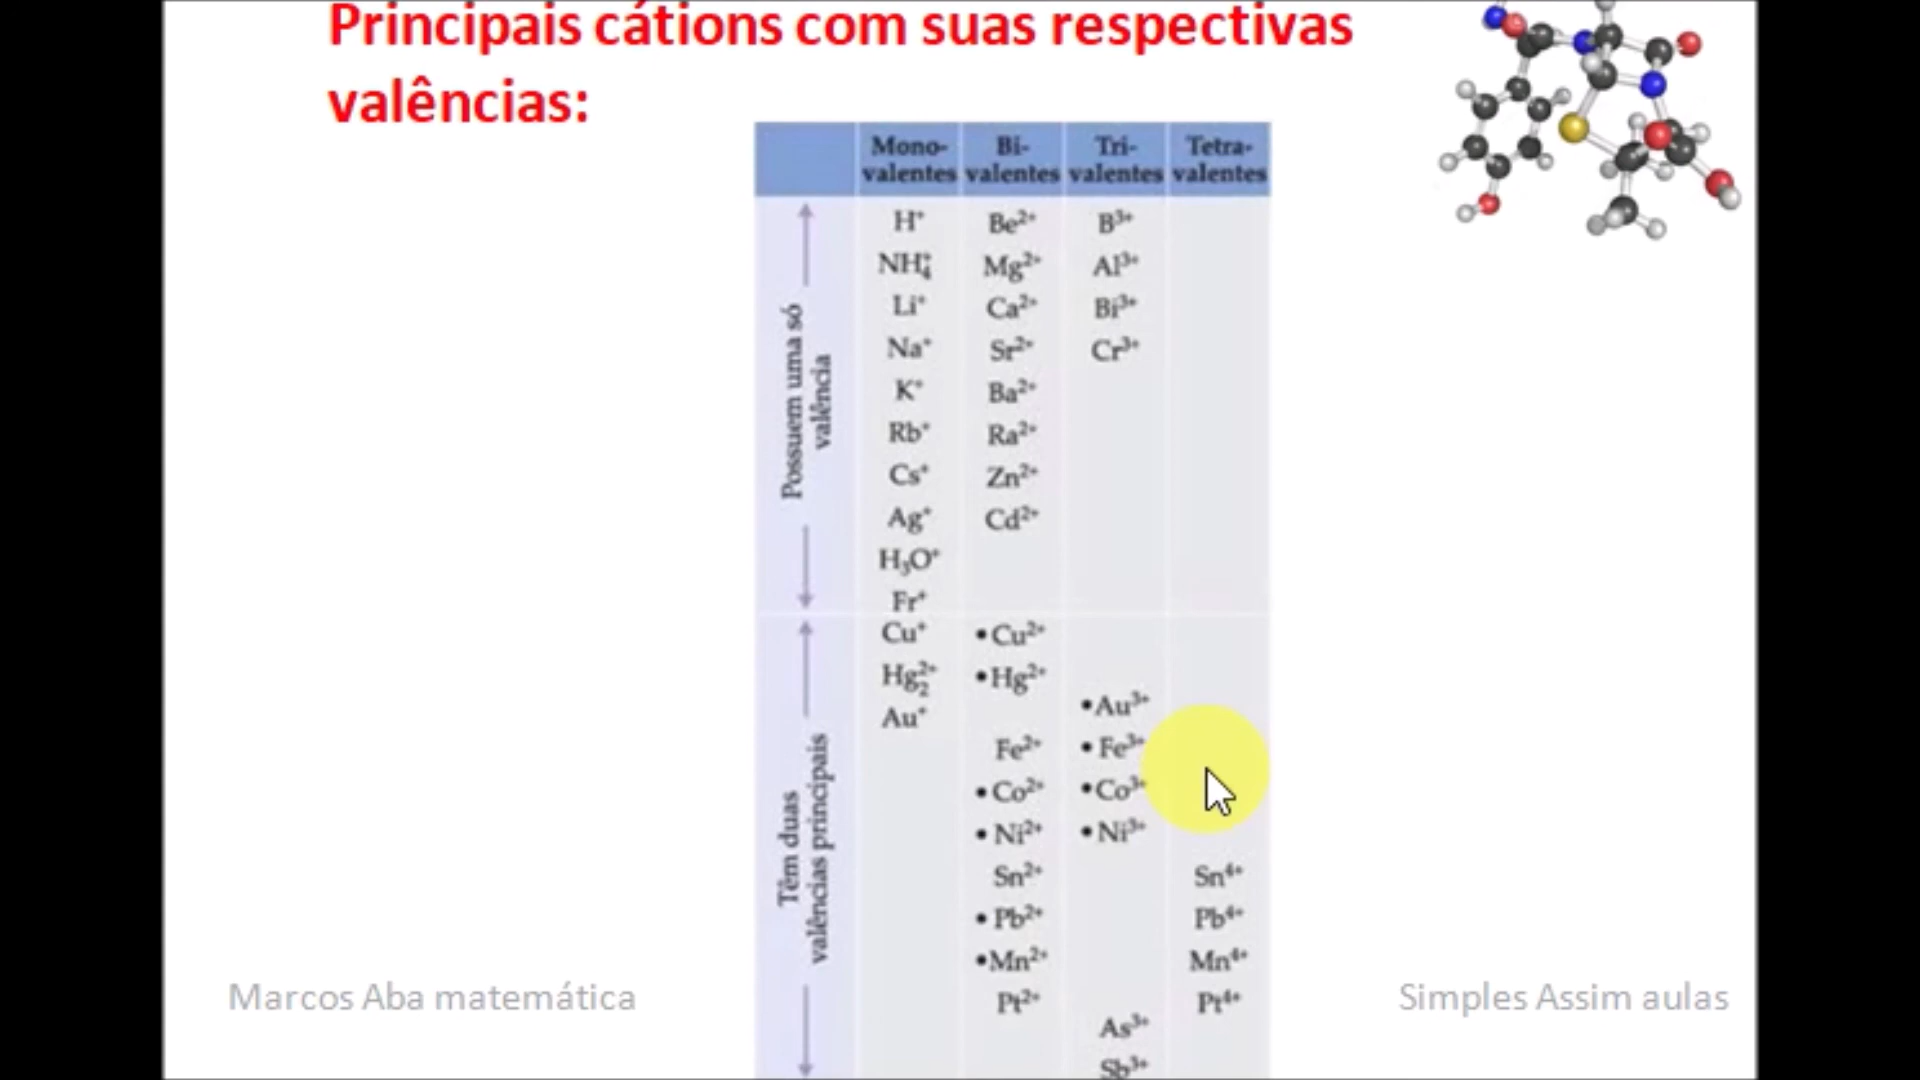 Principais cátions com suas respectivas
valências:
Mono-valentes Bi-valentes Tri-valentes Tetra-valentes
Possuem uma só valência
H⁺ Be²⁺ B³⁺
NH₄⁺ Mg²⁺ Al³⁺
Li⁺ Ca²⁺ Bi³⁺
Na⁺ Sr²⁺ Cr³⁺
K⁺ Ba²⁺
Rb⁺ Ra²⁺
Cs⁺ Zn²⁺
Ag⁺ Cd²⁺
H₃O⁺
Fr⁺
Têm duas valências principais
Cu⁺ •Cu²⁺
Hg₂²⁺ •Hg²⁺
Au⁺ •Au³⁺
Fe²⁺ •Fe³⁺
•Co²⁺ •Co³⁺
•Ni²⁺ •Ni³⁺
Sn²⁺ Sn⁴⁺
•Pb²⁺ Pb⁴⁺
•Mn²⁺ Mn⁴⁺
Pt²⁺ Pt⁴⁺
As³⁺
Sb³⁺
Marcos Aba matemática
Simples Assim aulas